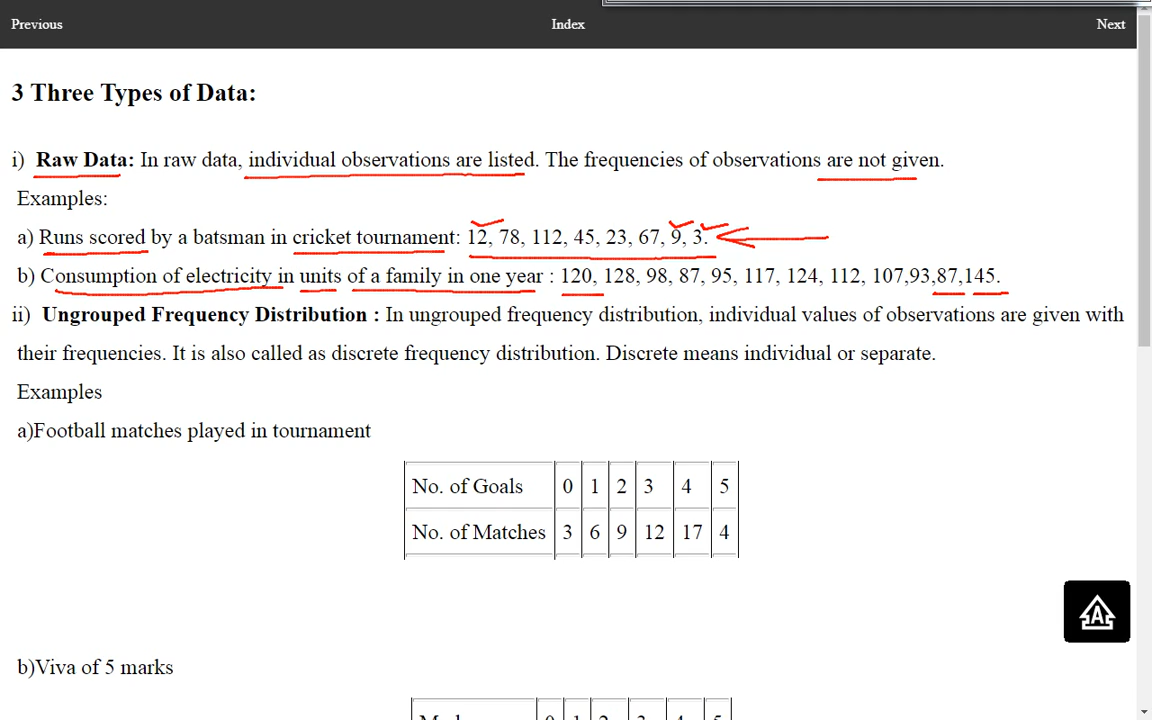 Previous Index Next
3 Three Types of Data:
i) Raw Data: In raw data, individual observations are listed. The frequencies of observations are not given.
Examples:
a) Runs scored by a batsman in cricket tournament: 12, 78, 112, 45, 23, 67, 9, 3.
b) Consumption of electricity in units of a family in one year : 120, 128, 98, 87, 95, 117, 124, 112, 107,93,87,145.
ii) Ungrouped Frequency Distribution : In ungrouped frequency distribution, individual values of observations are given with
their frequencies. It is also called as discrete frequency distribution. Discrete means individual or separate.
Examples
a)Football matches played in tournament
No. of Goals 0 1 2 3 4 5
No. of Matches 3 6 9 12 17 4
A
b)Viva of 5 marks